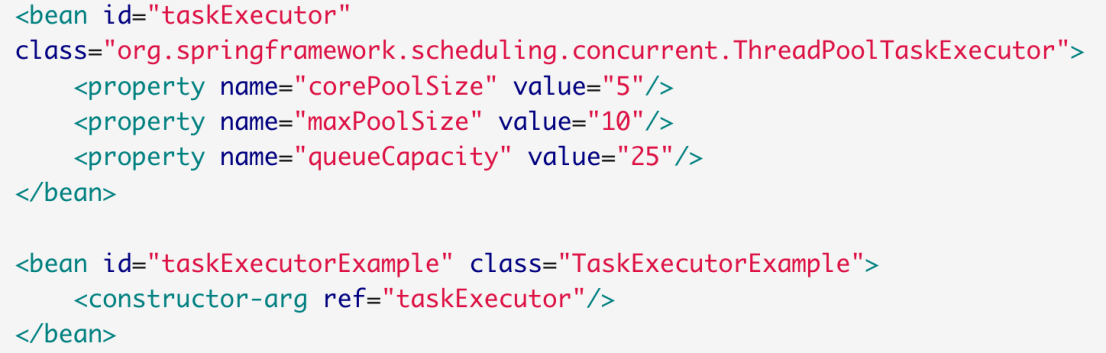 <bean id="taskExecutor"
class="org.springframework.scheduling.concurrent.ThreadPoolTaskExecutor">
    <property name="corePoolSize" value="5"/>
    <property name="maxPoolSize" value="10"/>
    <property name="queueCapacity" value="25"/>
</bean>

<bean id="taskExecutorExample" class="TaskExecutorExample">
    <constructor-arg ref="taskExecutor"/>
</bean>